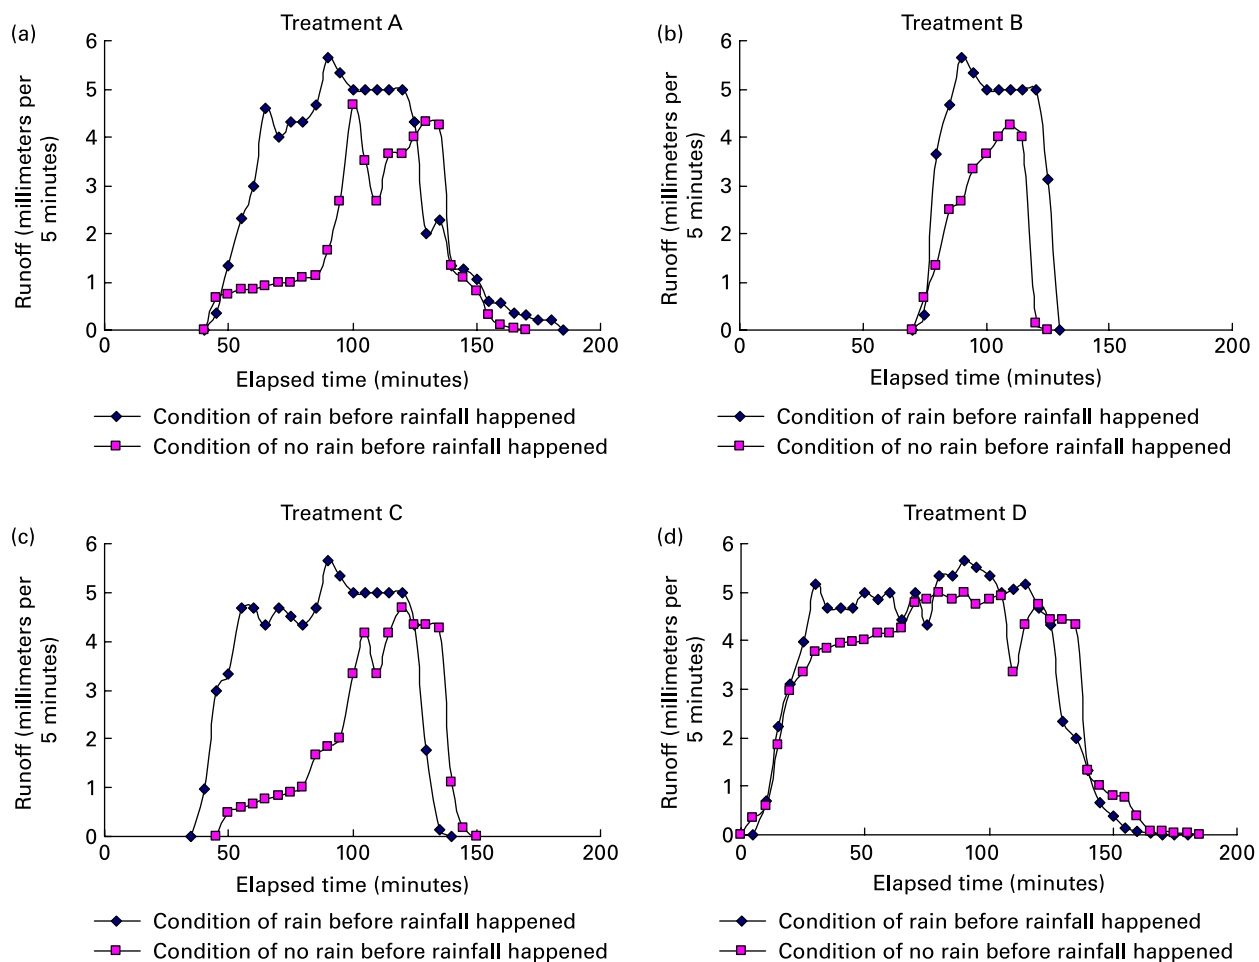 (a)
Treatment A
Runoff (millimeters per
5 minutes)
6
5
4
3
2
1
0
0
50
100
150
200
Elapsed time (minutes)
Condition of rain before rainfall happened
Condition of no rain before rainfall happened
(b)
Treatment B
Runoff (millimeters per
5 minutes)
6
5
4
3
2
1
0
0
50
100
150
200
Elapsed time (minutes)
Condition of rain before rainfall happened
Condition of no rain before rainfall happened
(c)
Treatment C
Runoff (millimeters per
5 minutes)
6
5
4
3
2
1
0
0
50
100
150
200
Elapsed time (minutes)
Condition of rain before rainfall happened
Condition of no rain before rainfall happened
(d)
Treatment D
Runoff (millimeters per
5 minutes)
6
5
4
3
2
1
0
0
50
100
150
200
Elapsed time (minutes)
Condition of rain before rainfall happened
Condition of no rain before rainfall happened